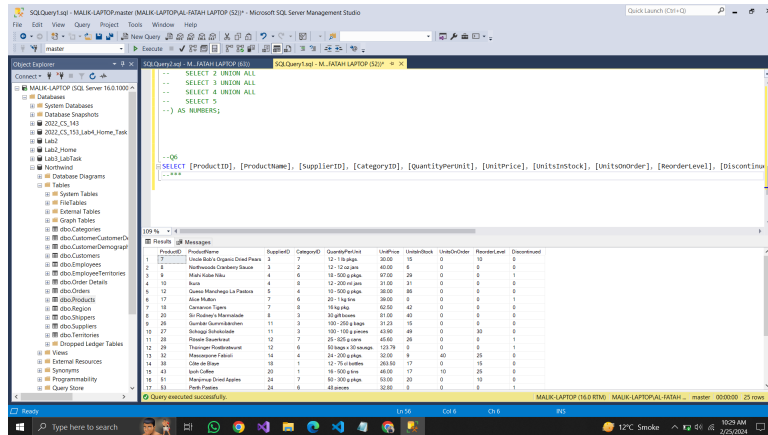 SQLQuery1.sql - MALIK-LAPTOP.master (MALIK-LAPTOP\AL-FATAH LAPTOP (52))* - Microsoft SQL Server Management Studio
Quick Launch (Ctrl+Q)
File Edit View Query Project Tools Window Help
New Query
master
Execute
Object Explorer
SQLQuery2.sql - M...FATAH LAPTOP (63))
SQLQuery1.sql - M...FATAH LAPTOP (52))*
Connect
MALIK-LAPTOP (SQL Server 16.0.1000
Databases
System Databases
Database Snapshots
2022_CS_143
2022_CS_153_Lab4_Home_Task
Lab2
Lab2_Home
Lab3_LabTask
Northwind
Database Diagrams
Tables
System Tables
FileTables
External Tables
Graph Tables
dbo.Categories
dbo.CustomerCustomerD
dbo.CustomerDemograph
dbo.Customers
dbo.Employees
dbo.EmployeeTerritories
dbo.Order Details
dbo.Orders
dbo.Products
dbo.Region
dbo.Shippers
dbo.Suppliers
dbo.Territories
Dropped Ledger Tables
Views
External Resources
Synonyms
Programmability
Query Store
-- SELECT 2 UNION ALL
-- SELECT 3 UNION ALL
-- SELECT 4 UNION ALL
-- SELECT 5
--) AS NUMBERS;
--Q6
SELECT [ProductID], [ProductName], [SupplierID], [CategoryID], [QuantityPerUnit], [UnitPrice], [UnitsInStock], [UnitsOnOrder], [ReorderLevel], [Discontinu
--***
109 %
Results Messages
ProductID ProductName SupplierID CategoryID QuantityPerUnit UnitPrice UnitsInStock UnitsOnOrder ReorderLevel Discontinued
1 7 Uncle Bob's Organic Dried Pears 3 7 12 - 1 lb pkgs. 30.00 15 0 10 0
2 8 Northwoods Cranberry Sauce 3 2 12 - 12 oz jars 40.00 6 0 0 0
3 9 Mishi Kobe Niku 4 6 18 - 500 g pkgs. 97.00 29 0 0 1
4 10 Ikura 4 8 12 - 200 ml jars 31.00 31 0 0 0
5 12 Queso Manchego La Pastora 5 4 10 - 500 g pkgs. 38.00 86 0 0 0
6 17 Alice Mutton 7 6 20 - 1 kg tins 39.00 0 0 0 1
7 18 Carnarvon Tigers 7 8 16 kg pkg. 62.50 42 0 0 0
8 20 Sir Rodney's Marmalade 8 3 30 gift boxes 81.00 40 0 0 0
9 26 Gumbär Gummibärchen 11 3 100 - 250 g bags 31.23 15 0 0 0
10 27 Schoggi Schokolade 11 3 100 - 100 g pieces 43.90 49 0 30 0
11 28 Rössle Sauerkraut 12 7 25 - 825 g cans 45.60 26 0 0 1
12 29 Thüringer Rostbratwurst 12 6 50 bags x 30 sausgs. 123.79 0 0 0 1
13 32 Mascarpone Fabioli 14 4 24 - 200 g pkgs. 32.00 9 40 25 0
14 38 Côte de Blaye 18 1 12 - 75 cl bottles 263.50 17 0 15 0
15 43 Ipoh Coffee 20 1 16 - 500 g tins 46.00 17 10 25 0
16 51 Manjimup Dried Apples 24 7 50 - 300 g pkgs. 53.00 20 0 10 0
17 53 Perth Pasties 24 6 48 pieces 32.80 0 0 0 1
Query executed successfully.
MALIK-LAPTOP (16.0 RTM) MALIK-LAPTOP\AL-FATAH ... master 00:00:00 25 rows
Ready
Ln 56 Col 6 Ch 6 INS
Type here to search
12°C Smoke
10:29 AM
2/25/2024